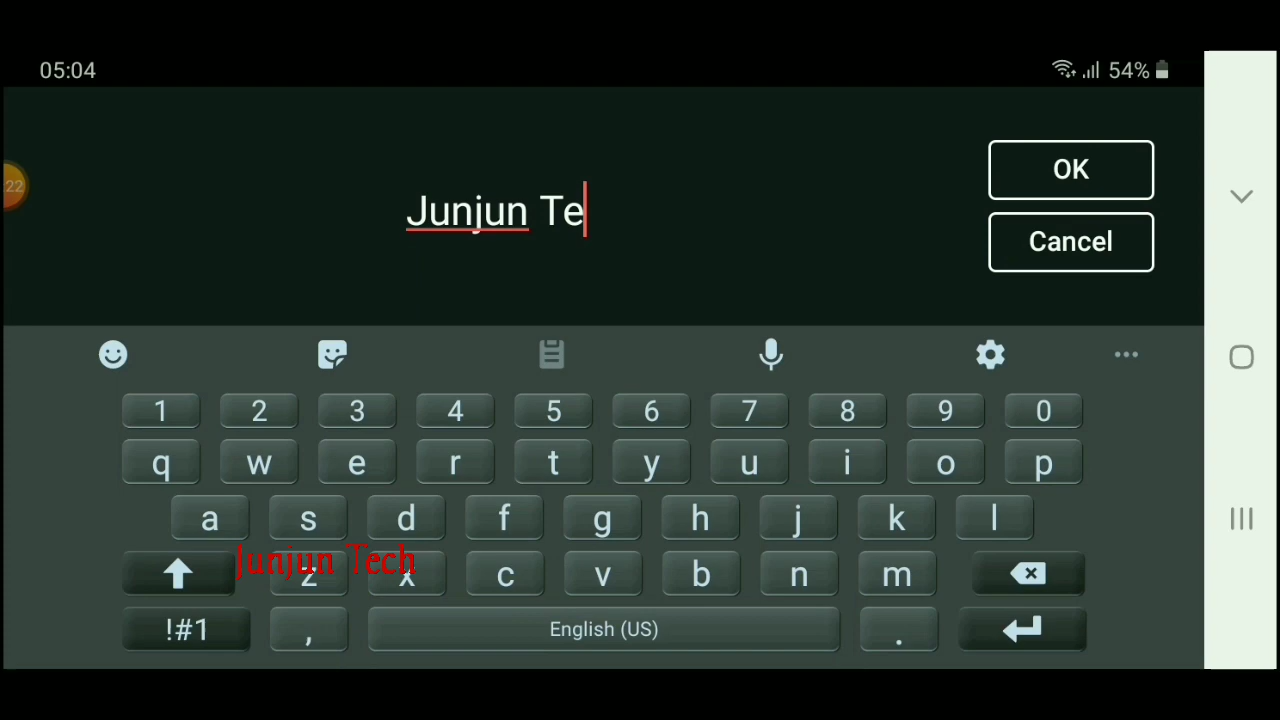 05:04
54%
22
Junjun Te
OK
Cancel
1 2 3 4 5 6 7 8 9 0
q w e r t y u i o p
a s d f g h j k l
Junjun Tech
z x c v b n m
!#1 , English (US) .